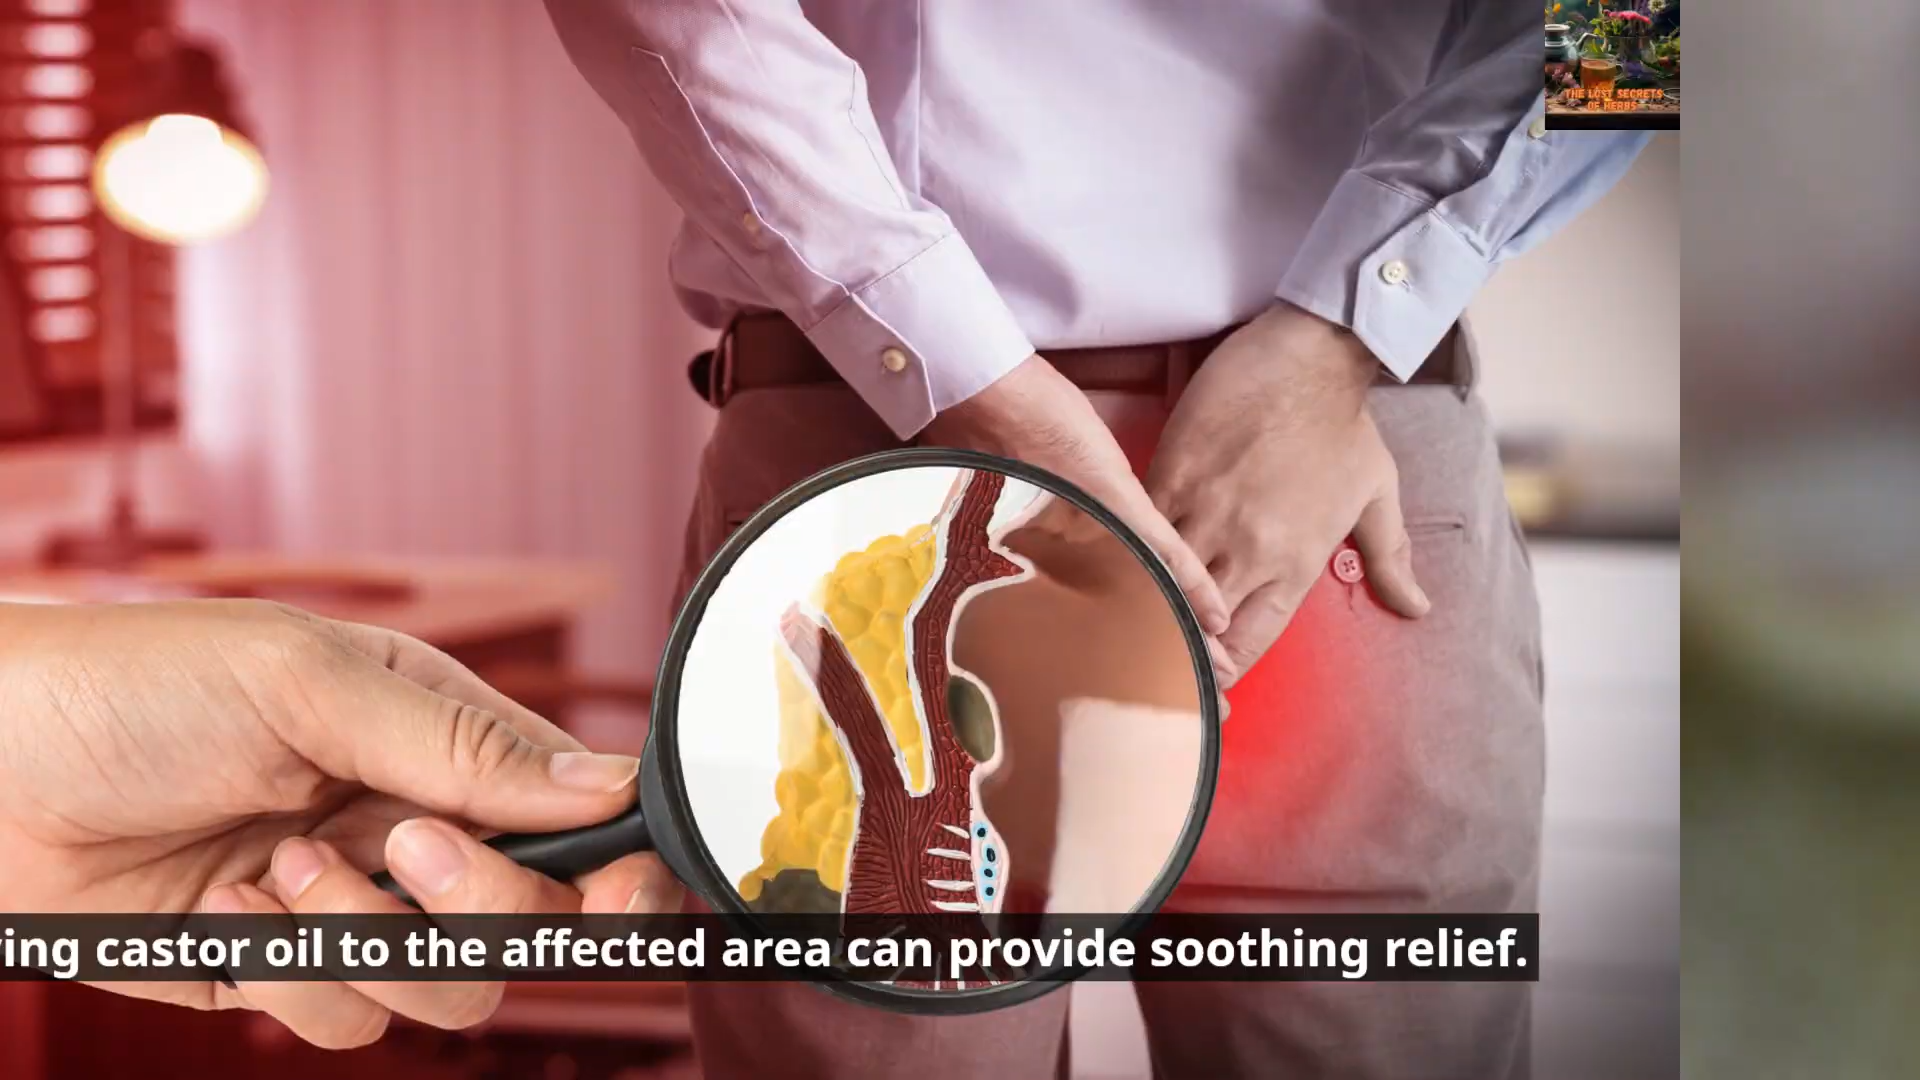 THE LOST SECRETS
OF HERBS
ing castor oil to the affected area can provide soothing relief.